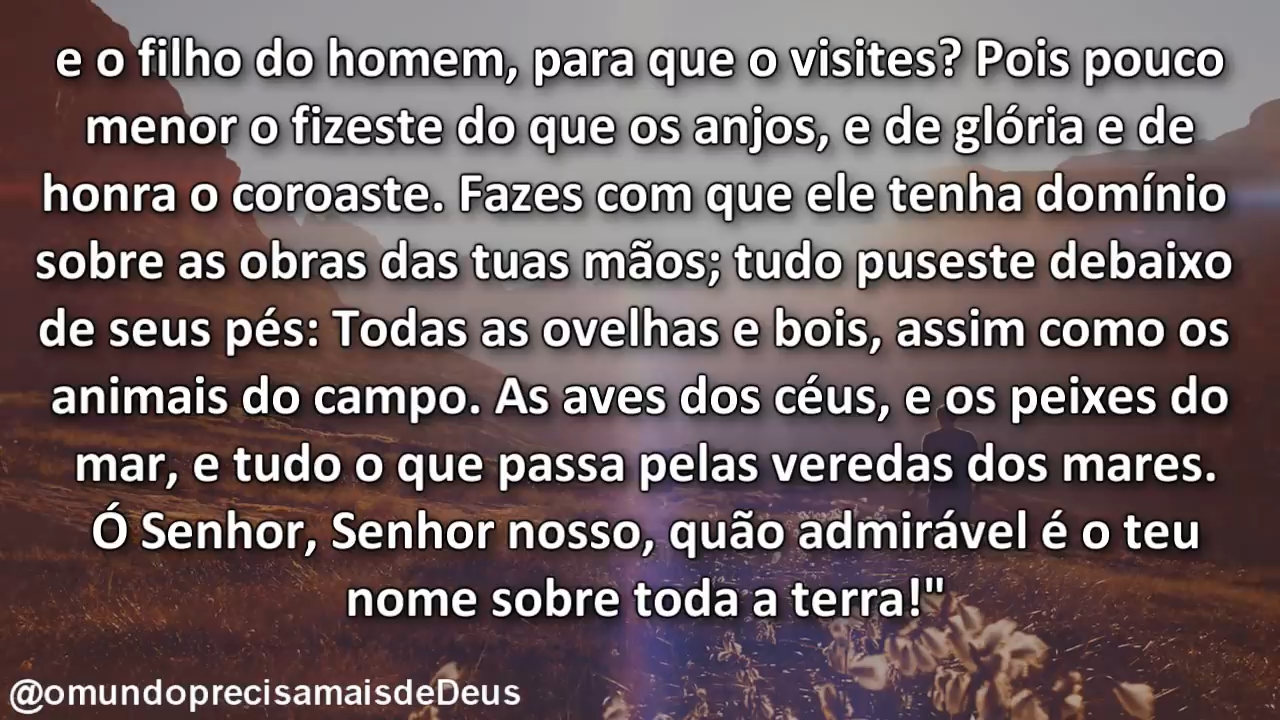 e o filho do homem, para que o visites? Pois pouco
menor o fizeste do que os anjos, e de glória e de
honra o coroaste. Fazes com que ele tenha domínio
sobre as obras das tuas mãos; tudo puseste debaixo
de seus pés: Todas as ovelhas e bois, assim como os
animais do campo. As aves dos céus, e os peixes do
mar, e tudo o que passa pelas veredas dos mares.
Ó Senhor, Senhor nosso, quão admirável é o teu
nome sobre toda a terra!"
@omundoprecisamaisdeDeus